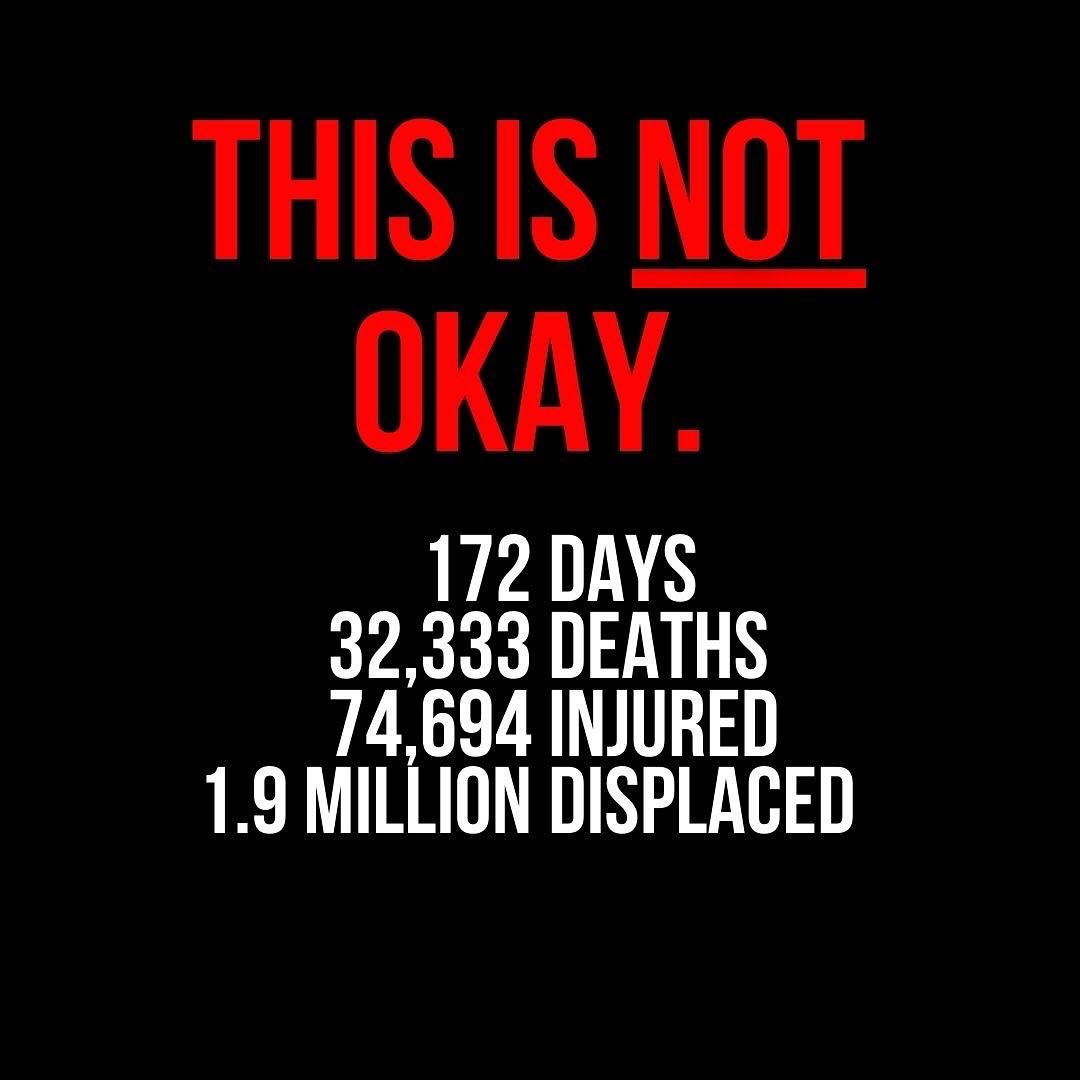 THIS IS NOT
OKAY.
172 DAYS
32,333 DEATHS
74,694 INJURED
1.9 MILLION DISPLACED